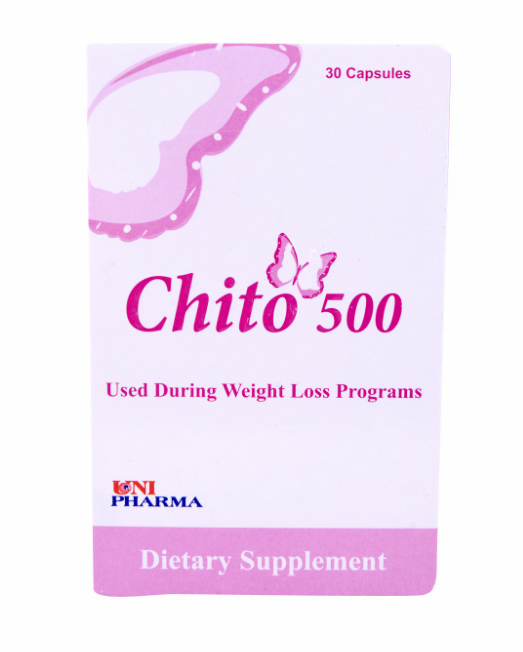 30 Capsules
Chito 500
Used During Weight Loss Programs
UNI
PHARMA
Dietary Supplement